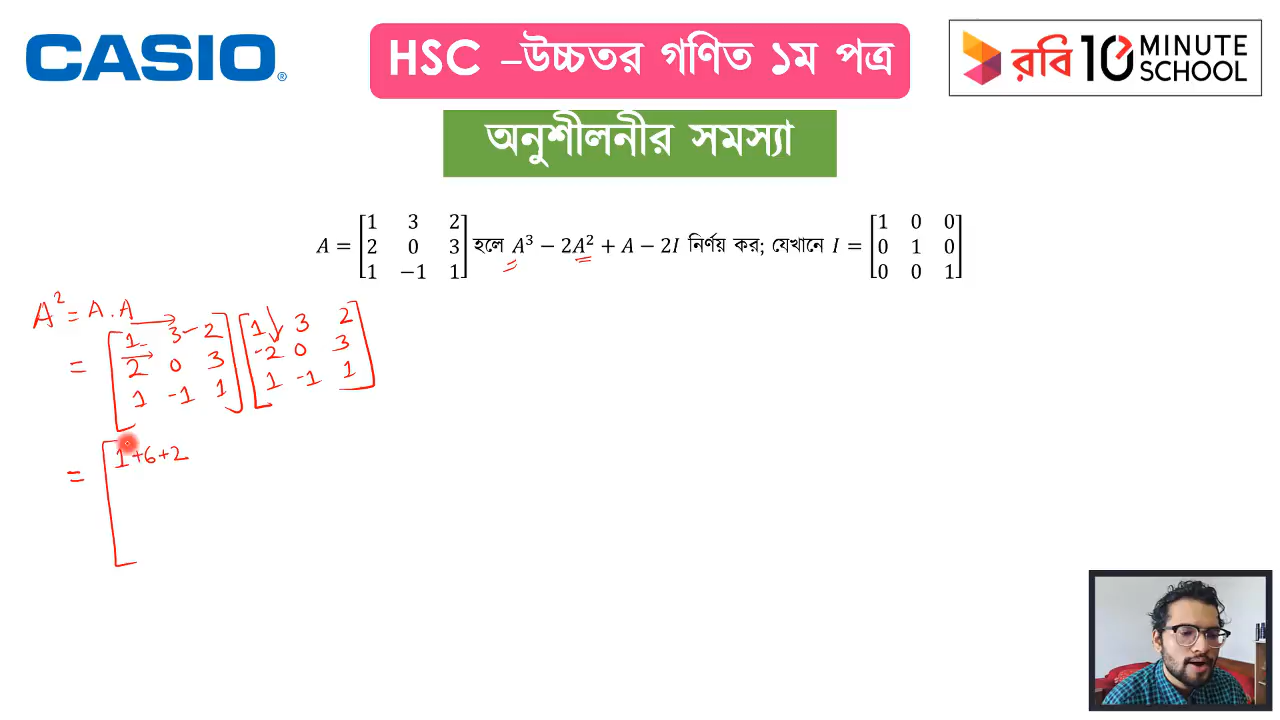 CASIO®
HSC –উচ্চতর গণিত ১ম পত্র
রবি 10 MINUTE SCHOOL
অনুশীলনীর সমস্যা
A = [1 3 2
2 0 3
1 −1 1] হলে A³ − 2A² + A − 2I নির্ণয় কর; যেখানে I = [1 0 0
0 1 0
0 0 1]
A² = A . A
= [1 3 2
2 0 3
1 -1 1] [1 3 2
2 0 3
1 -1 1]
= [1+6+2